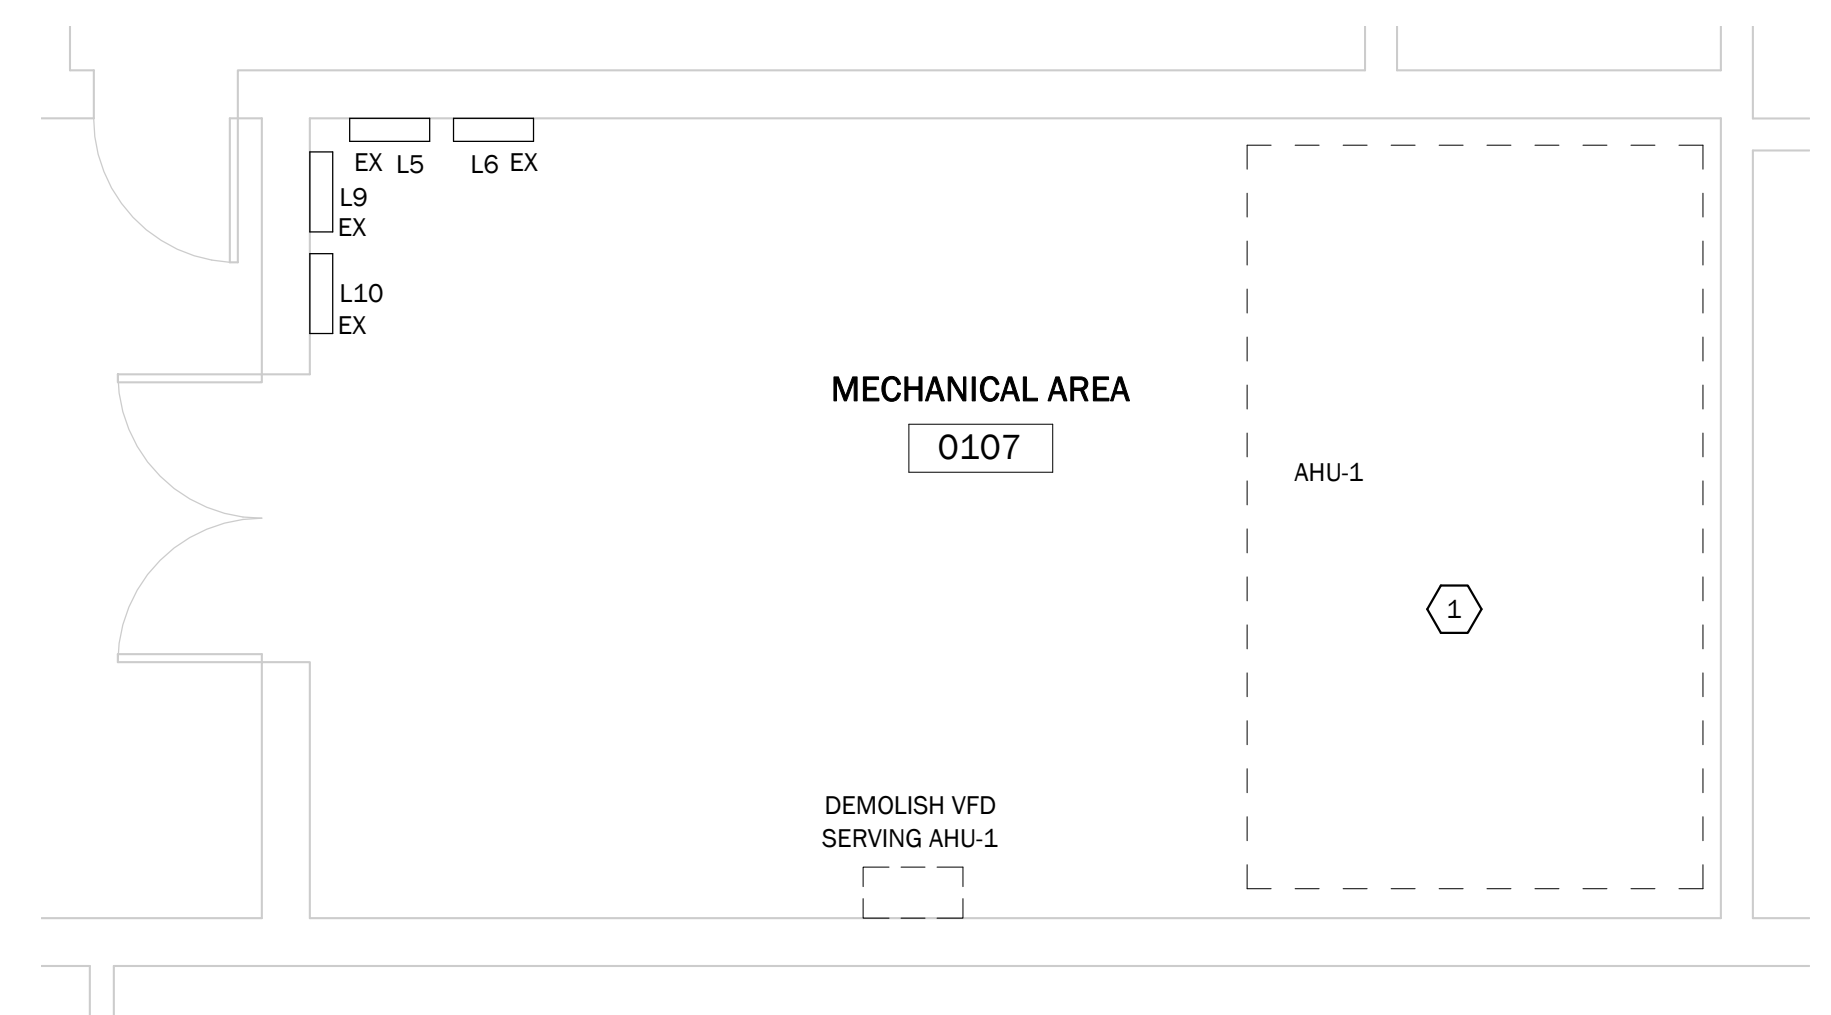 EX L5
L6 EX
L9
EX
L10
EX
MECHANICAL AREA
0107
AHU-1
1
DEMOLISH VFD
SERVING AHU-1